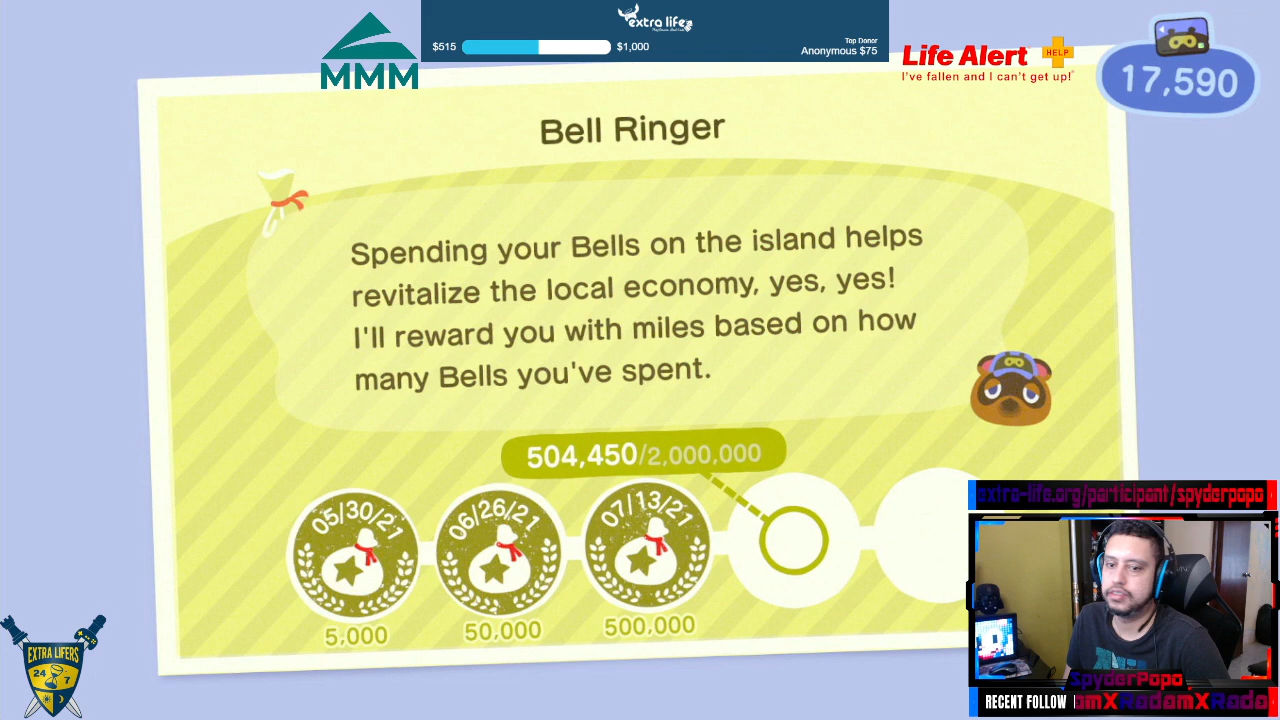 MMM
extra life
$515
$1,000
Top Donor
Anonymous $75
Life Alert
HELP
I've fallen and I can't get up!
17,590
Bell Ringer
Spending your Bells on the island helps
revitalize the local economy, yes, yes!
I'll reward you with miles based on how
many Bells you've spent.
504,450/2,000,000
05/30/21
06/26/21
07/13/21
5,000
50,000
500,000
extra-life.org/participant/spyderpopo
SpyderPopo
RECENT FOLLOW
amXRadamXRada
EXTRA LIFERS
24
7